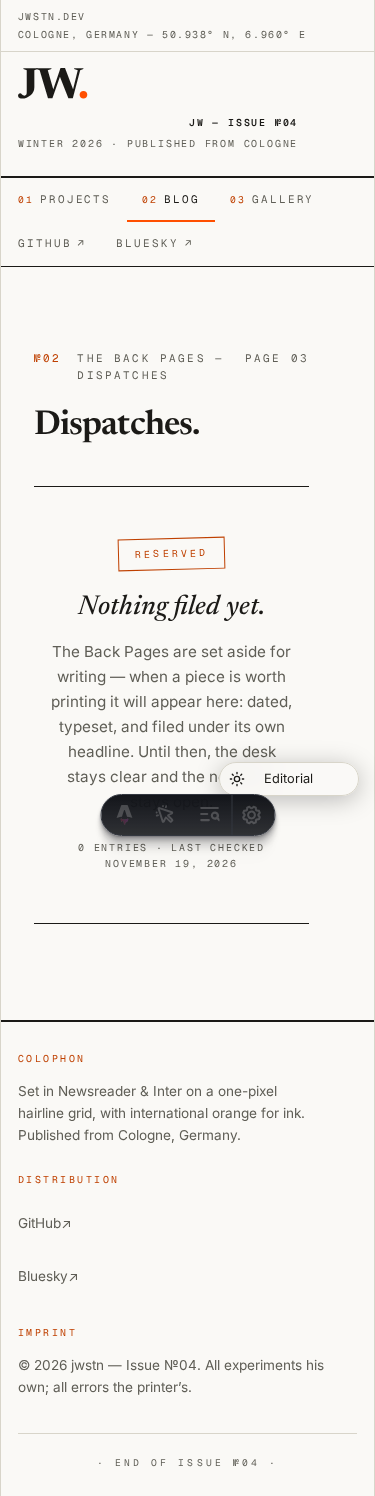 JWSTN.DEV
COLOGNE, GERMANY — 50.938° N, 6.960° E
JW.
JW — ISSUE №04
WINTER 2026 · PUBLISHED FROM COLOGNE
01 PROJECTS 02 BLOG 03 GALLERY
GITHUB ↗ BLUESKY ↗
№02 THE BACK PAGES — PAGE 03
DISPATCHES
Dispatches.
RESERVED
Nothing filed yet.
The Back Pages are set aside for
writing — when a piece is worth
printing it will appear here: dated,
typeset, and filed under its own
headline. Until then, the desk
stays clear and the
Editorial
0 ENTRIES · LAST CHECKED
NOVEMBER 19, 2026
COLOPHON
Set in Newsreader & Inter on a one-pixel
hairline grid, with international orange for ink.
Published from Cologne, Germany.
DISTRIBUTION
GitHub↗
Bluesky↗
IMPRINT
© 2026 jwstn — Issue №04. All experiments his
own; all errors the printer’s.
· END OF ISSUE №04 ·